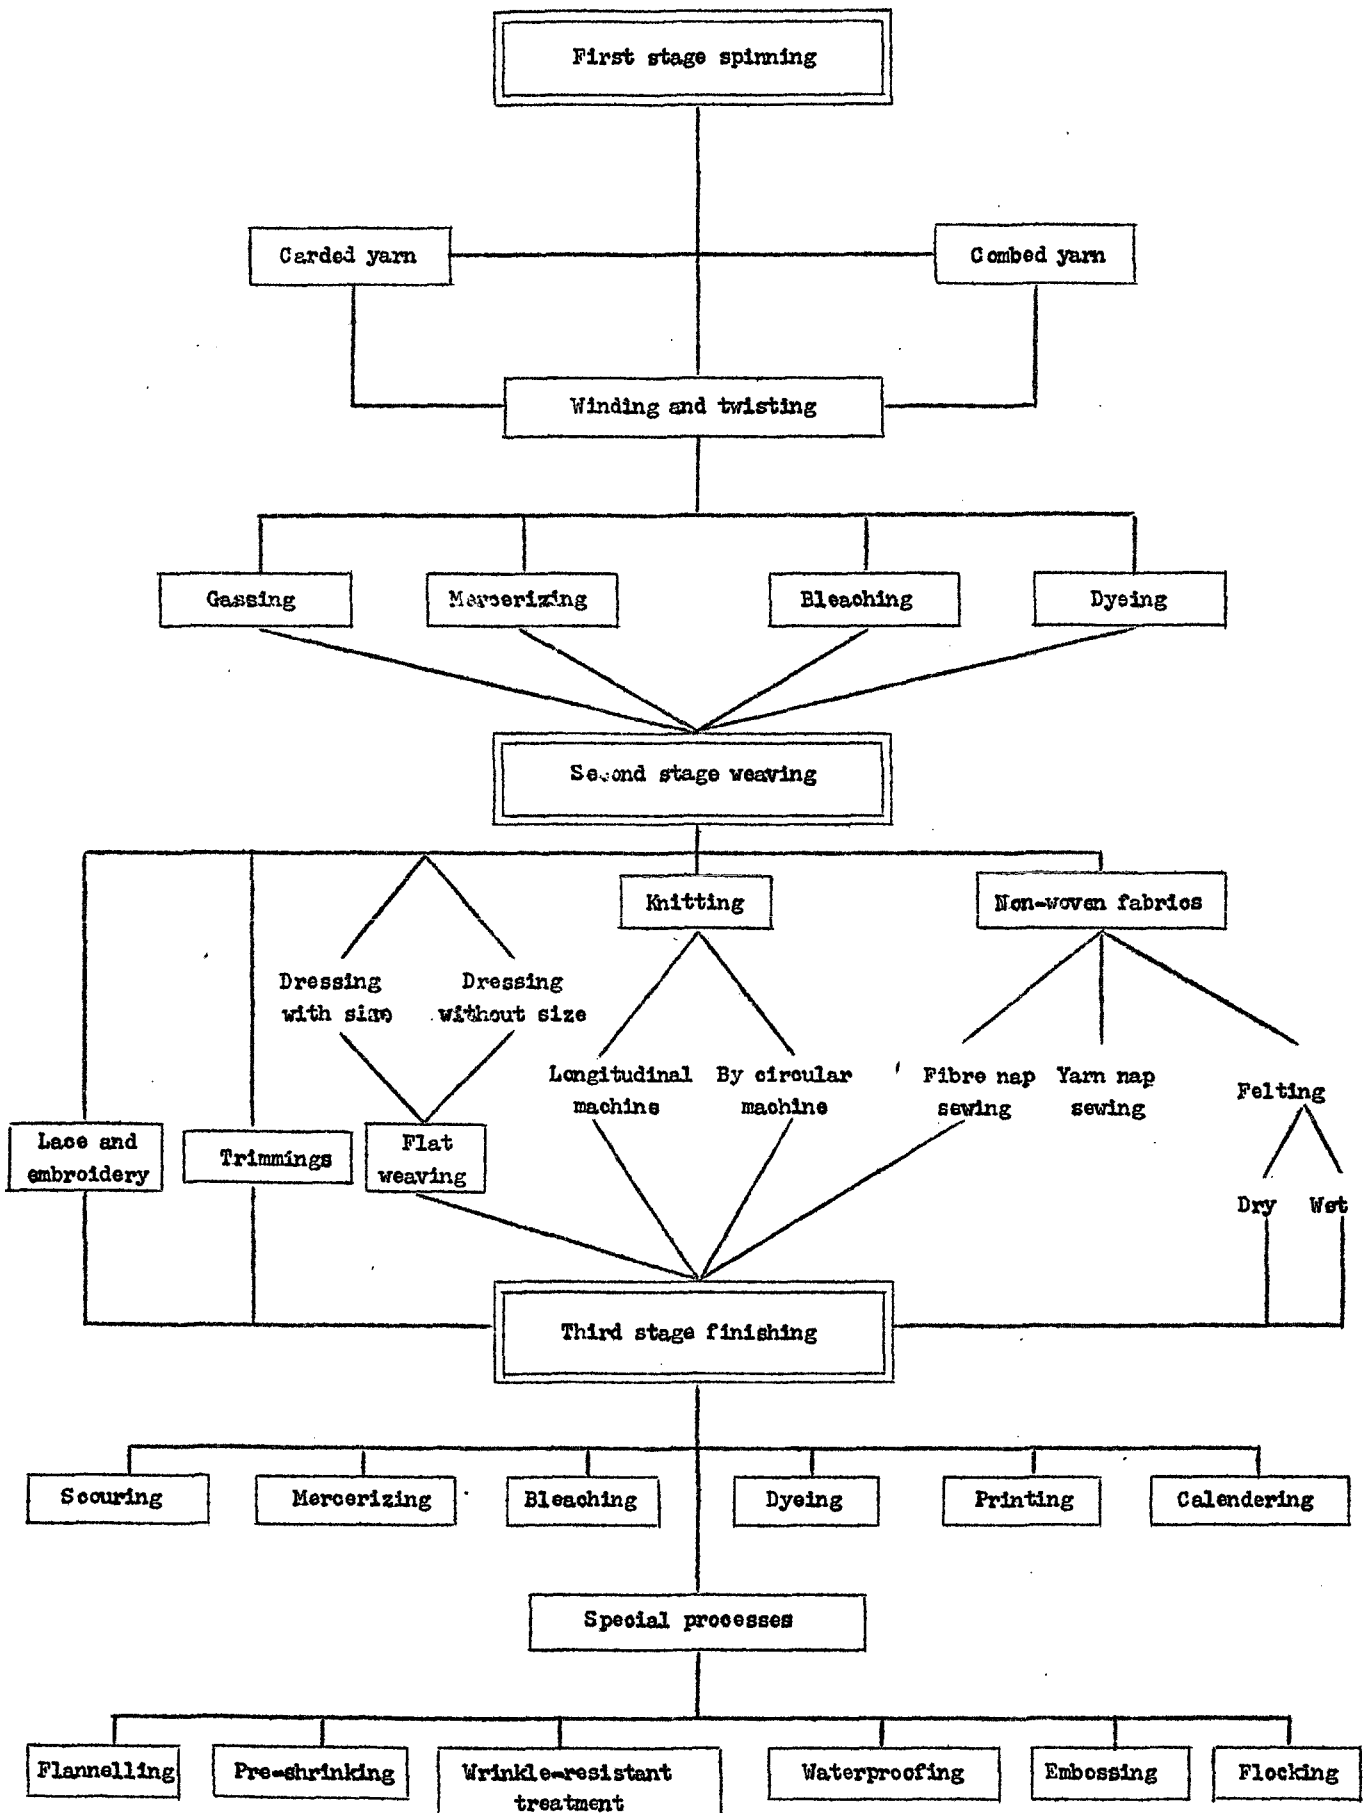 First stage spinning
Carded yarn
Combed yarn
Winding and twisting
Gassing
Mercerizing
Bleaching
Dyeing
Second stage weaving
Knitting
Non-woven fabrics
Dressing
with size
Dressing
without size
Longitudinal
machine
By circular
machine
Fibre nap
sewing
Yarn nap
sewing
Felting
Lace and
embroidery
Trimmings
Flat
weaving
Dry
Wet
Third stage finishing
Scouring
Mercerizing
Bleaching
Dyeing
Printing
Calendering
Special processes
Flannelling
Pre-shrinking
Wrinkle-resistant
treatment
Waterproofing
Embossing
Flocking